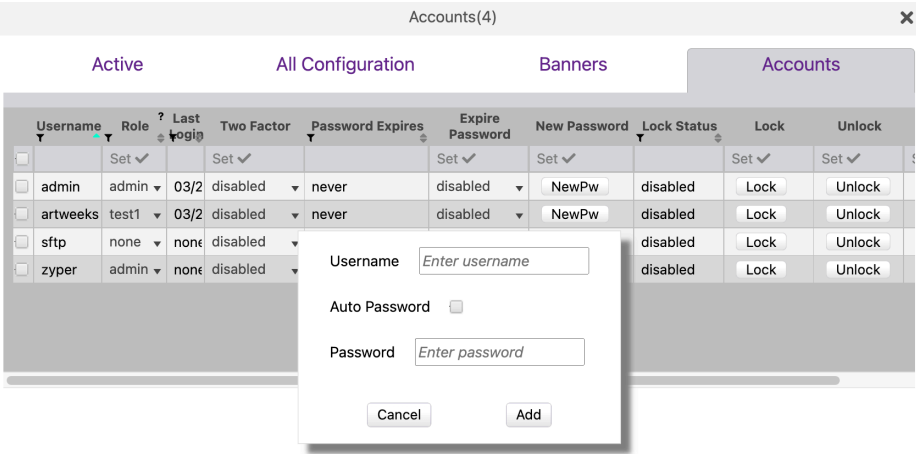 Accounts(4)
Active All Configuration Banners Accounts
Username Role ? Last Login Two Factor Password Expires Expire Password New Password Lock Status Lock Unlock
Set Set Set Set Set Set
admin admin 03/2 disabled never disabled NewPw disabled Lock Unlock
artweeks test1 03/2 disabled never disabled NewPw disabled Lock Unlock
sftp none none disabled disabled Lock Unlock
zyper admin none disabled disabled Lock Unlock
Username Enter username
Auto Password
Password Enter password
Cancel Add